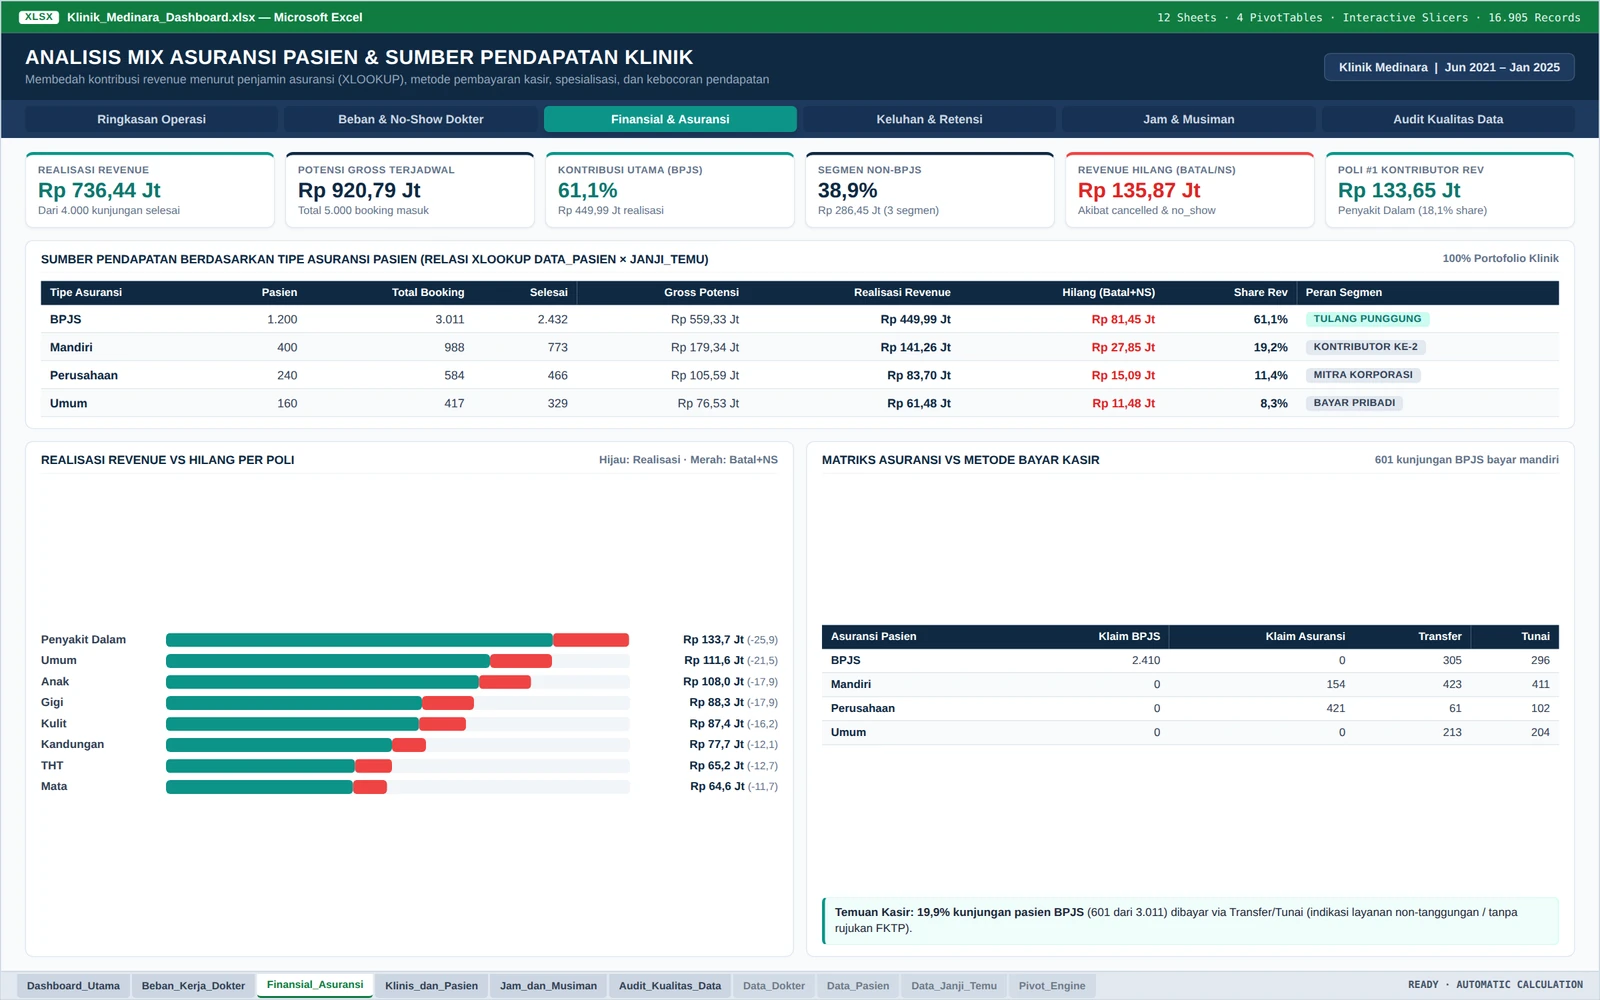 XLSX Klinik_Medinara_Dashboard.xlsx — Microsoft Excel
12 Sheets · 4 PivotTables · Interactive Slicers · 16.905 Records
ANALISIS MIX ASURANSI PASIEN & SUMBER PENDAPATAN KLINIK
Membedah kontribusi revenue menurut penjamin asuransi (XLOOKUP), metode pembayaran kasir, spesialisasi, dan kebocoran pendapatan
Klinik Medinara | Jun 2021 – Jan 2025
Ringkasan Operasi
Beban & No-Show Dokter
Finansial & Asuransi
Keluhan & Retensi
Jam & Musiman
Audit Kualitas Data
REALISASI REVENUE
Rp 736,44 Jt
Dari 4.000 kunjungan selesai
POTENSI GROSS TERJADWAL
Rp 920,79 Jt
Total 5.000 booking masuk
KONTRIBUSI UTAMA (BPJS)
61,1%
Rp 449,99 Jt realisasi
SEGMEN NON-BPJS
38,9%
Rp 286,45 Jt (3 segmen)
REVENUE HILANG (BATAL/NS)
Rp 135,87 Jt
Akibat cancelled & no_show
POLI #1 KONTRIBUTOR REV
Rp 133,65 Jt
Penyakit Dalam (18,1% share)
SUMBER PENDAPATAN BERDASARKAN TIPE ASURANSI PASIEN (RELASI XLOOKUP DATA_PASIEN × JANJI_TEMU)
100% Portofolio Klinik
Tipe Asuransi Pasien Total Booking Selesai Gross Potensi Realisasi Revenue Hilang (Batal+NS) Share Rev Peran Segmen
BPJS 1.200 3.011 2.432 Rp 559,33 Jt Rp 449,99 Jt Rp 81,45 Jt 61,1% TULANG PUNGGUNG
Mandiri 400 988 773 Rp 179,34 Jt Rp 141,26 Jt Rp 27,85 Jt 19,2% KONTRIBUTOR KE-2
Perusahaan 240 584 466 Rp 105,59 Jt Rp 83,70 Jt Rp 15,09 Jt 11,4% MITRA KORPORASI
Umum 160 417 329 Rp 76,53 Jt Rp 61,48 Jt Rp 11,48 Jt 8,3% BAYAR PRIBADI
REALISASI REVENUE VS HILANG PER POLI
Hijau: Realisasi · Merah: Batal+NS
Penyakit Dalam Rp 133,7 Jt (-25,9)
Umum Rp 111,6 Jt (-21,5)
Anak Rp 108,0 Jt (-17,9)
Gigi Rp 88,3 Jt (-17,9)
Kulit Rp 87,4 Jt (-16,2)
Kandungan Rp 77,7 Jt (-12,1)
THT Rp 65,2 Jt (-12,7)
Mata Rp 64,6 Jt (-11,7)
MATRIKS ASURANSI VS METODE BAYAR KASIR
601 kunjungan BPJS bayar mandiri
Asuransi Pasien Klaim BPJS Klaim Asuransi Transfer Tunai
BPJS 2.410 0 305 296
Mandiri 0 154 423 411
Perusahaan 0 421 61 102
Umum 0 0 213 204
Temuan Kasir: 19,9% kunjungan pasien BPJS (601 dari 3.011) dibayar via Transfer/Tunai (indikasi layanan non-tanggungan / tanpa
rujukan FKTP).
Dashboard_Utama Beban_Kerja_Dokter Finansial_Asuransi Klinis_dan_Pasien Jam_dan_Musiman Audit_Kualitas_Data Data_Dokter Data_Pasien Data_Janji_Temu Pivot_Engine
READY · AUTOMATIC CALCULATION